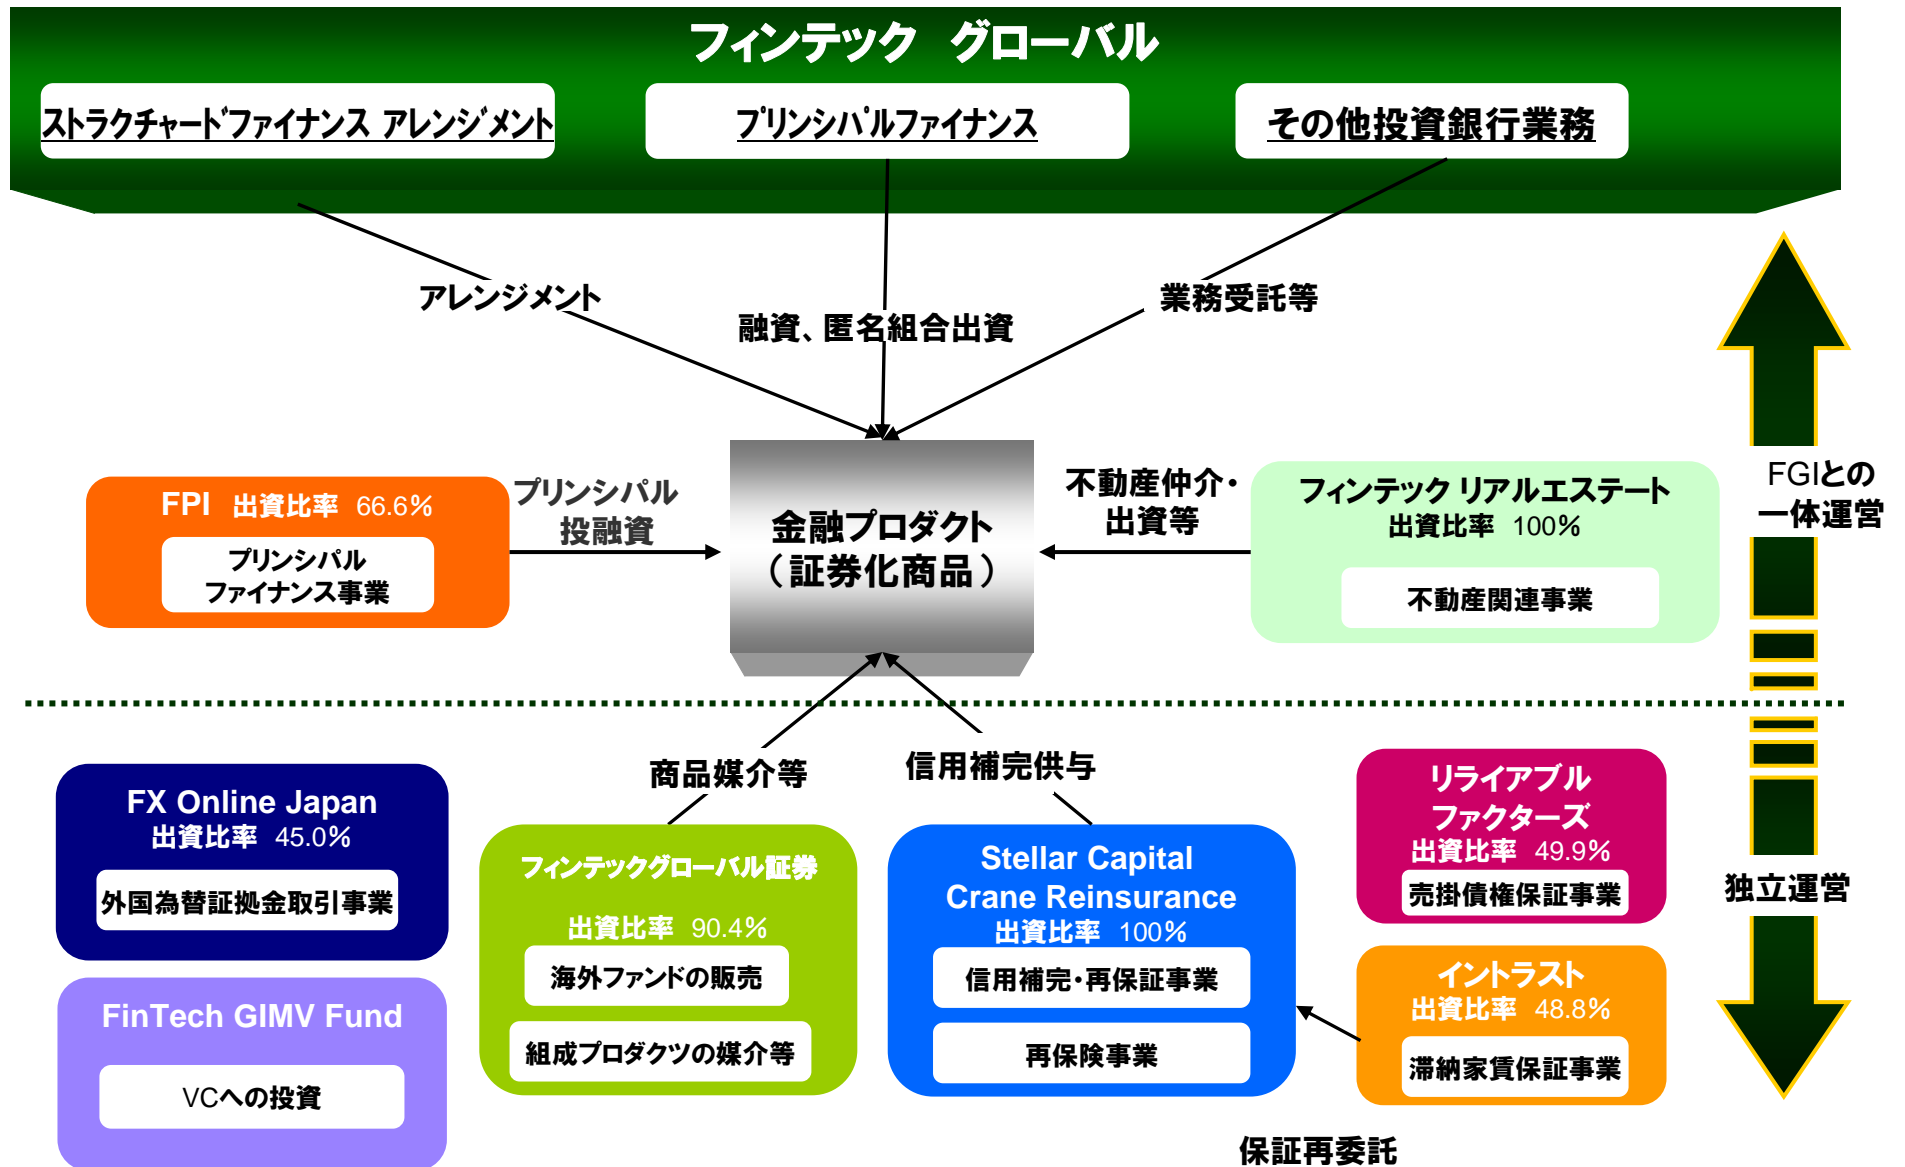 フィンテック　グローバル
ストラクチャードファイナンス アレンジメント
プリンシパルファイナンス
その他投資銀行業務
アレンジメント
融資、匿名組合出資
業務受託等
FPI 出資比率 66.6%
プリンシパル
ファイナンス事業
プリンシパル
投融資
金融プロダクト
（証券化商品）
不動産仲介・
出資等
フィンテック リアルエステート
出資比率 100%
不動産関連事業
FGIとの
一体運営
商品媒介等
信用補完供与
FX Online Japan
出資比率 45.0%
外国為替証拠金取引事業
FinTech GIMV Fund
VCへの投資
フィンテックグローバル証券
出資比率 90.4%
海外ファンドの販売
組成プロダクツの媒介等
Stellar Capital
Crane Reinsurance
出資比率 100%
信用補完・再保証事業
再保険事業
リライアブル
ファクターズ
出資比率 49.9%
売掛債権保証事業
イントラスト
出資比率 48.8%
滞納家賃保証事業
独立運営
保証再委託